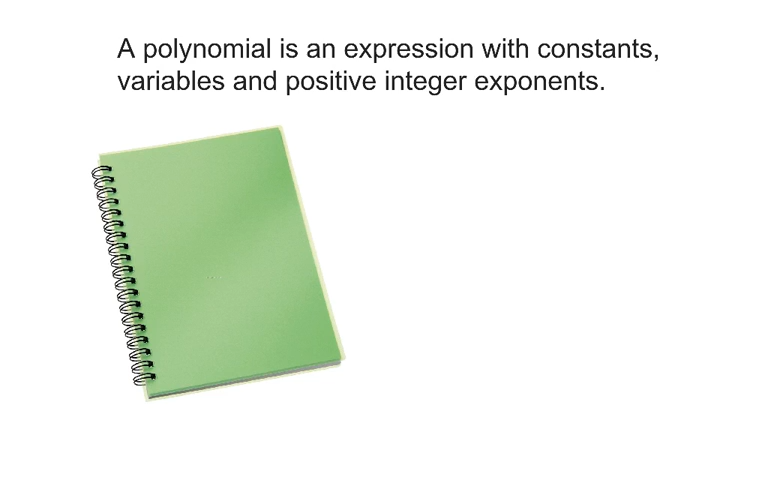 A polynomial is an expression with constants,
variables and positive integer exponents.